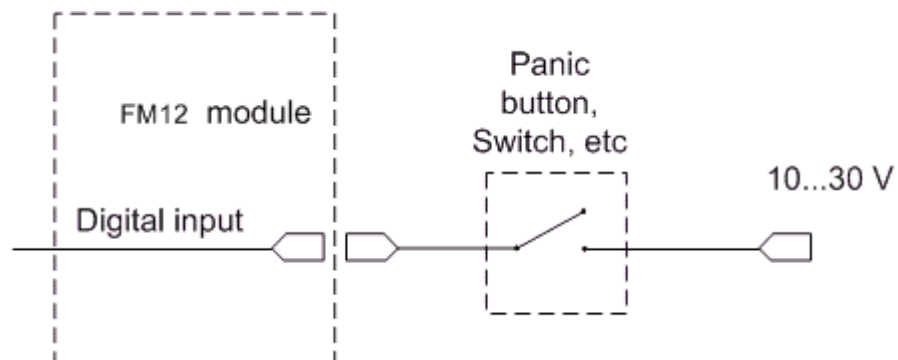 FM12 module
Digital input
Panic
button,
Switch, etc
10...30 V